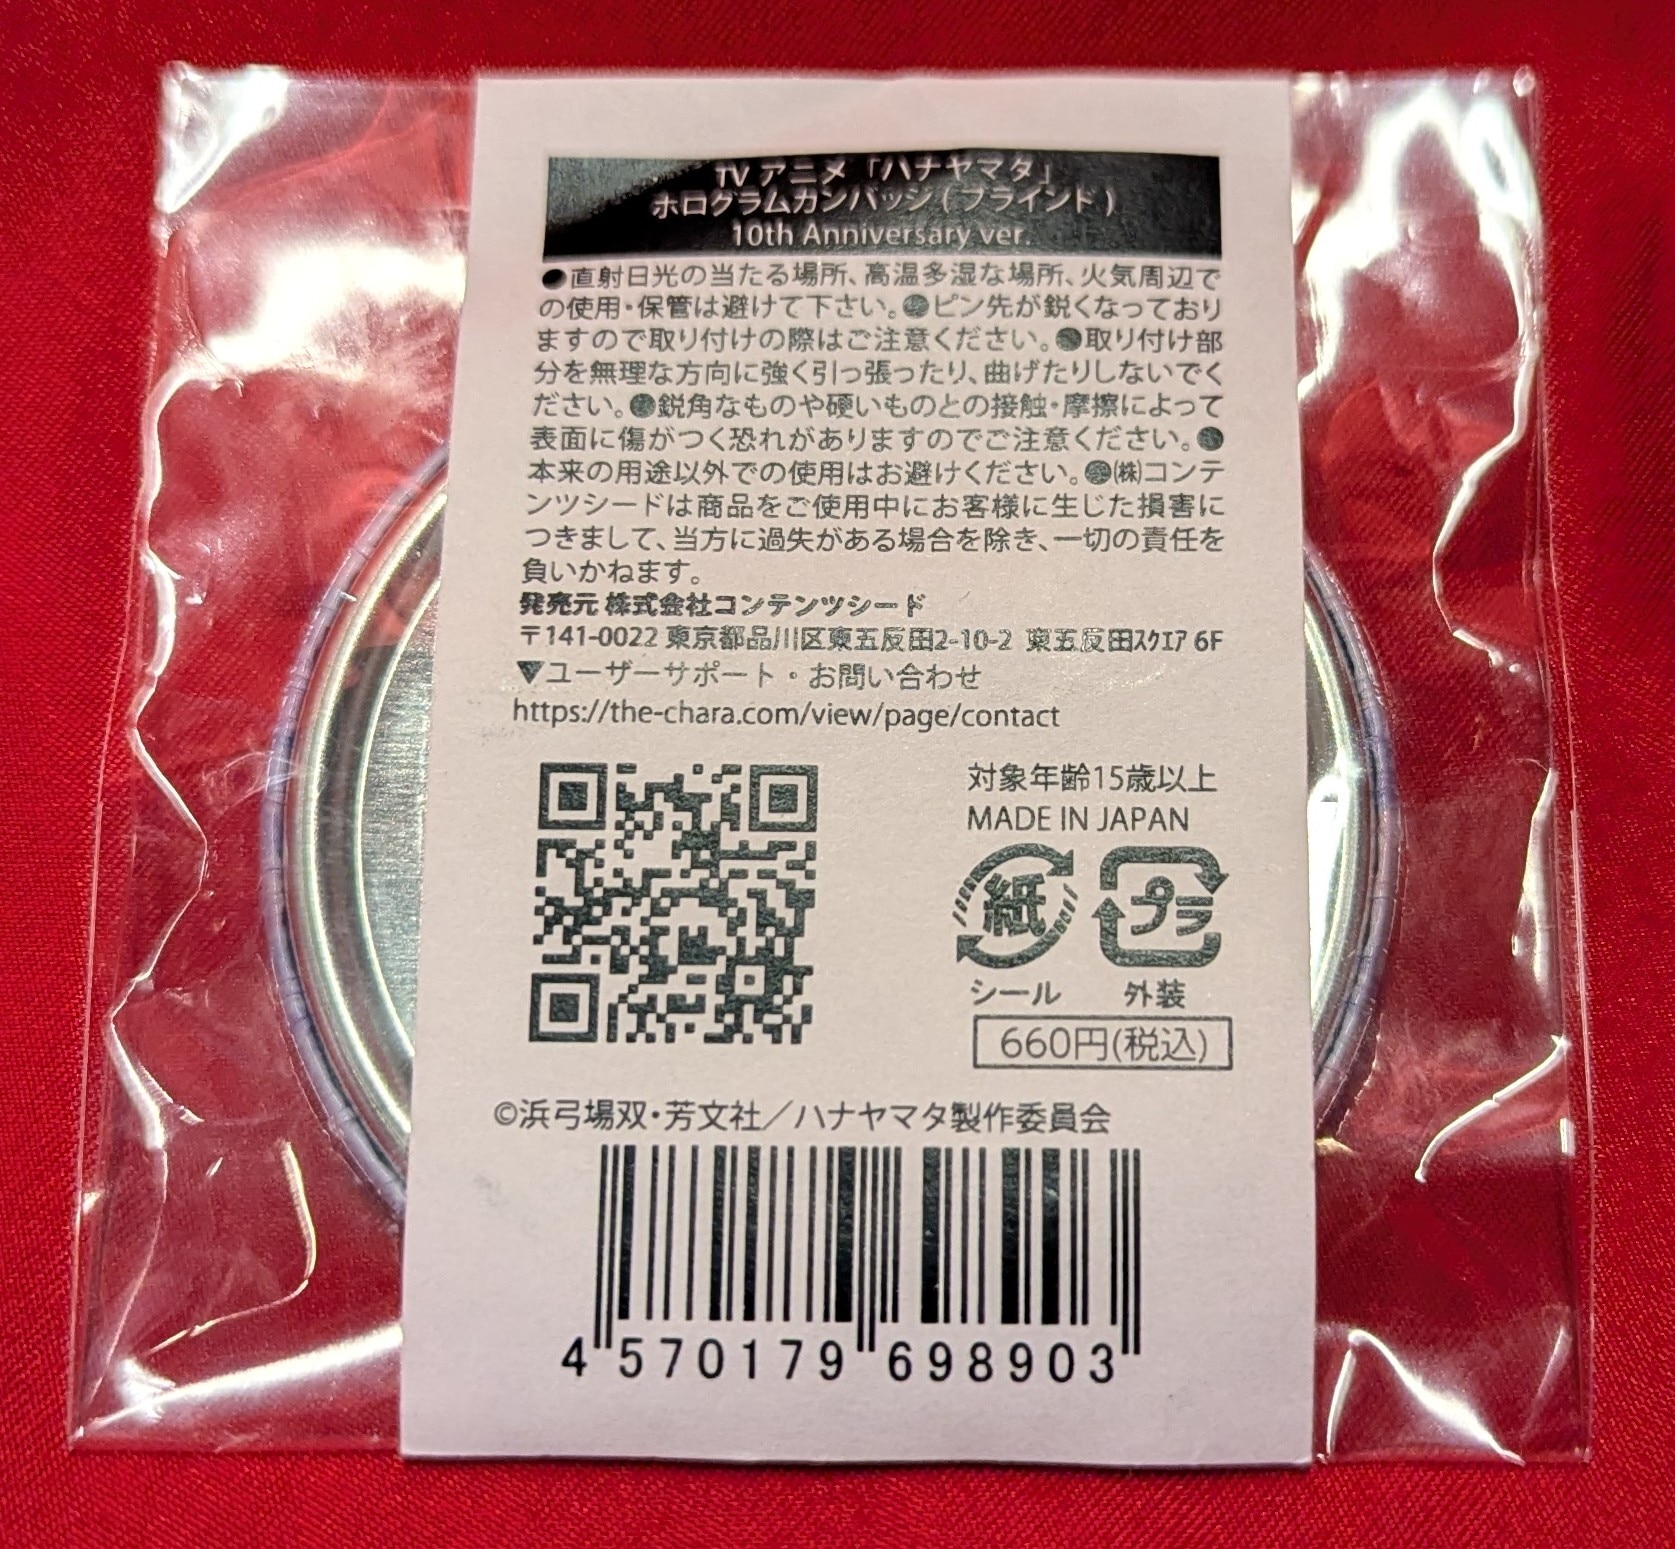 TV アニメ「ハナヤマタ」
ホログラムカンバッジ ( ブラインド )
10th Anniversary ver.
●直射日光の当たる場所、高温多湿な場所、火気周辺で
の使用・保管は避けて下さい。●ピン先が鋭くなっており
ますので取り付けの際はご注意ください。●取り付け部
分を無理な方向に強く引っ張ったり、曲げたりしないでく
ださい。●鋭角なものや硬いものとの接触・摩擦によって
表面に傷がつく恐れがありますのでご注意ください。●
本来の用途以外での使用はお避けください。●㈱コンテ
ンツシードは商品をご使用中にお客様に生じた損害に
つきまして、当方に過失がある場合を除き、一切の責任を
負いかねます。
発売元 株式会社コンテンツシード
〒141-0022 東京都品川区東五反田2-10-2 東五反田ｽｸｴｱ 6F
▼ユーザーサポート・お問い合わせ
https://the-chara.com/view/page/contact
対象年齢15歳以上
MADE IN JAPAN
紙 プラ
シール 外装
660円(税込)
©浜弓場双・芳文社／ハナヤマタ製作委員会
4 570179 698903